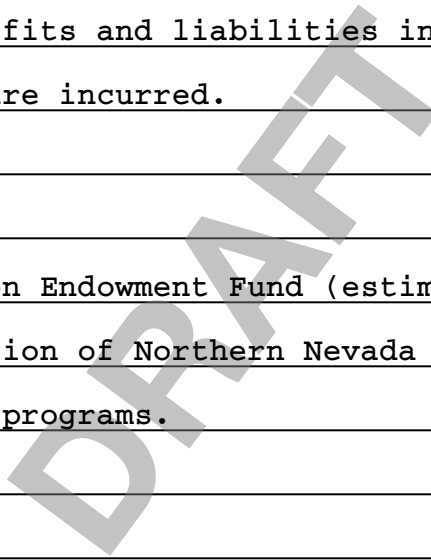 fits and liabilities in
re incurred.
n Endowment Fund (estim
ion of Northern Nevada
programs.
DRAFT